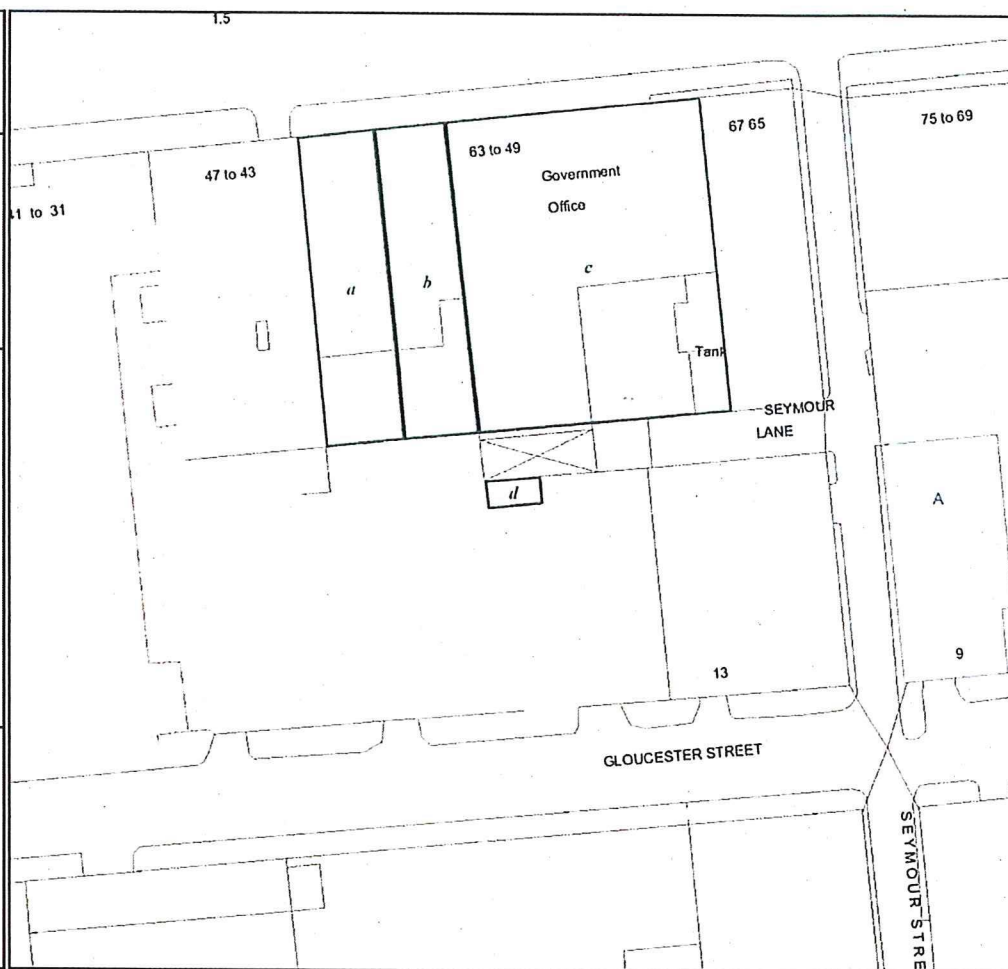 1.5
75 to 69
67 65
63 to 49
47 to 43
Government
Office
41 to 31
a
b
c
Tank
SEYMOUR
LANE
d
A
9
13
GLOUCESTER STREET
SEYMOUR STRE